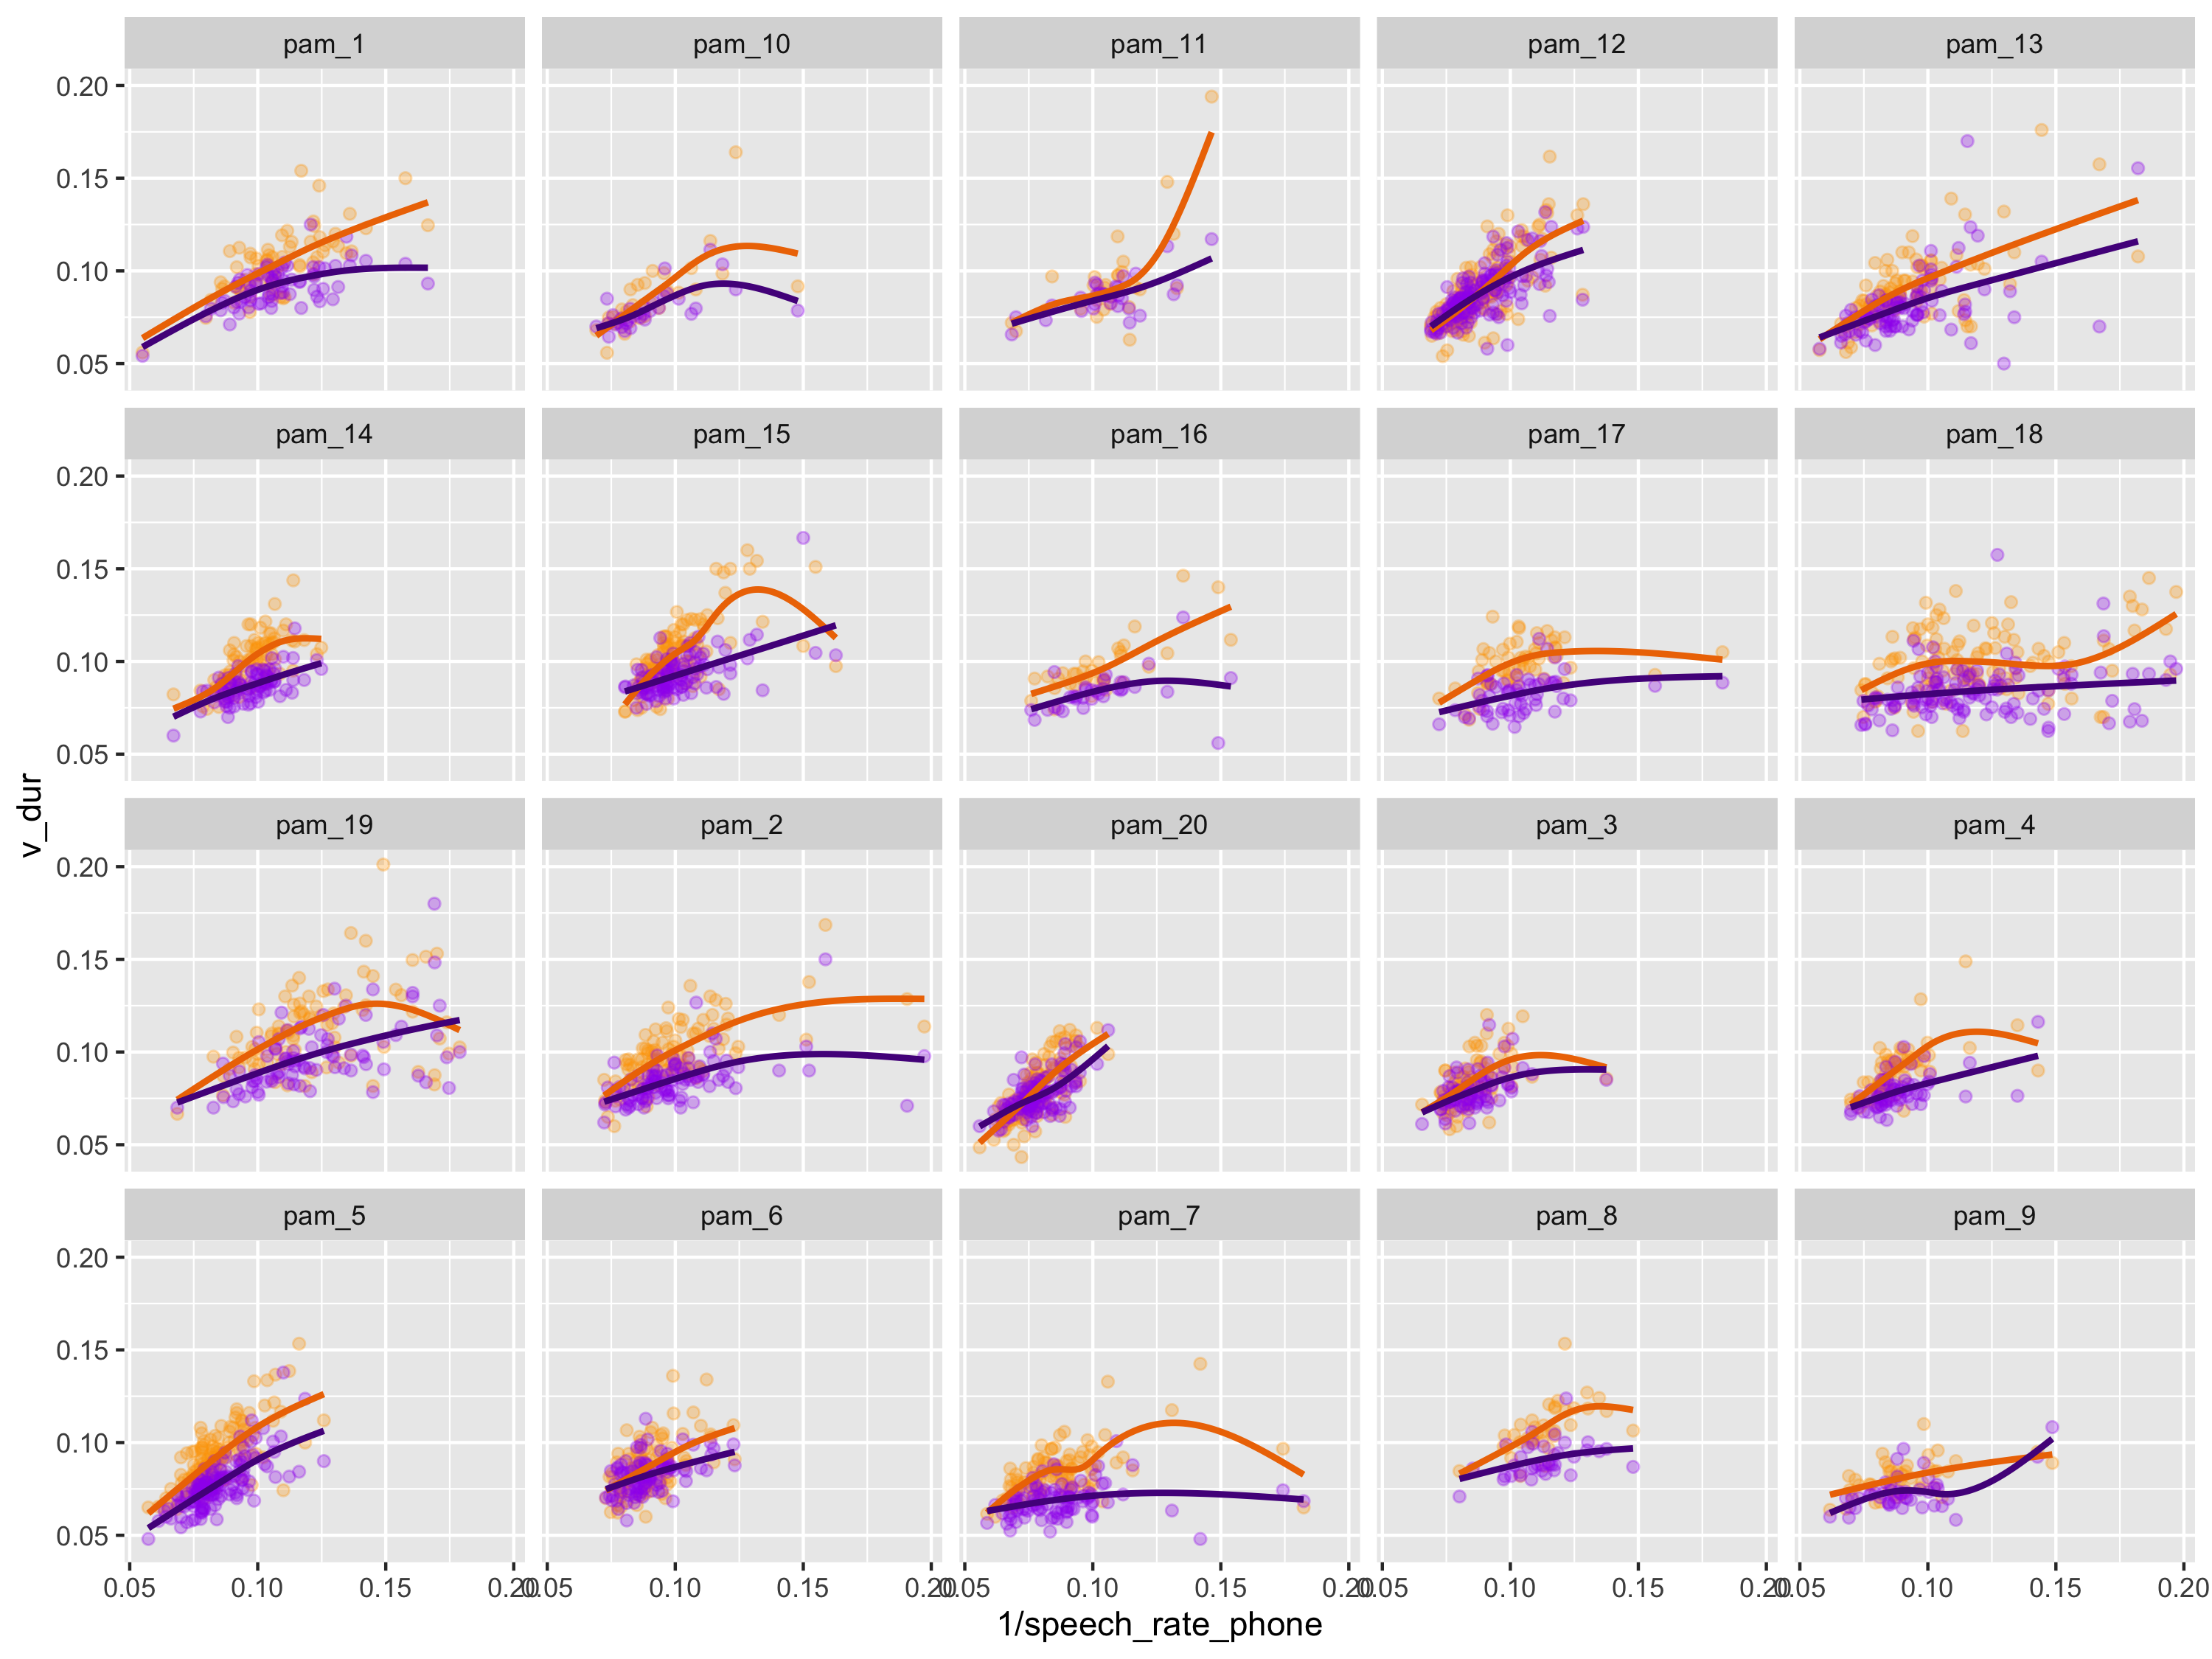 pam_1 pam_10 pam_11 pam_12 pam_13
0.20
0.15
0.10
0.05
pam_14 pam_15 pam_16 pam_17 pam_18
0.20
0.15
0.10
0.05
pam_19 pam_2 pam_20 pam_3 pam_4
0.20
0.15
0.10
0.05
pam_5 pam_6 pam_7 pam_8 pam_9
0.20
0.15
0.10
0.05
0.05 0.10 0.15 0.20 0.05 0.10 0.15 0.20 0.05 0.10 0.15 0.20 0.05 0.10 0.15 0.20 0.05 0.10 0.15 0.20
1/speech_rate_phone
v_dur